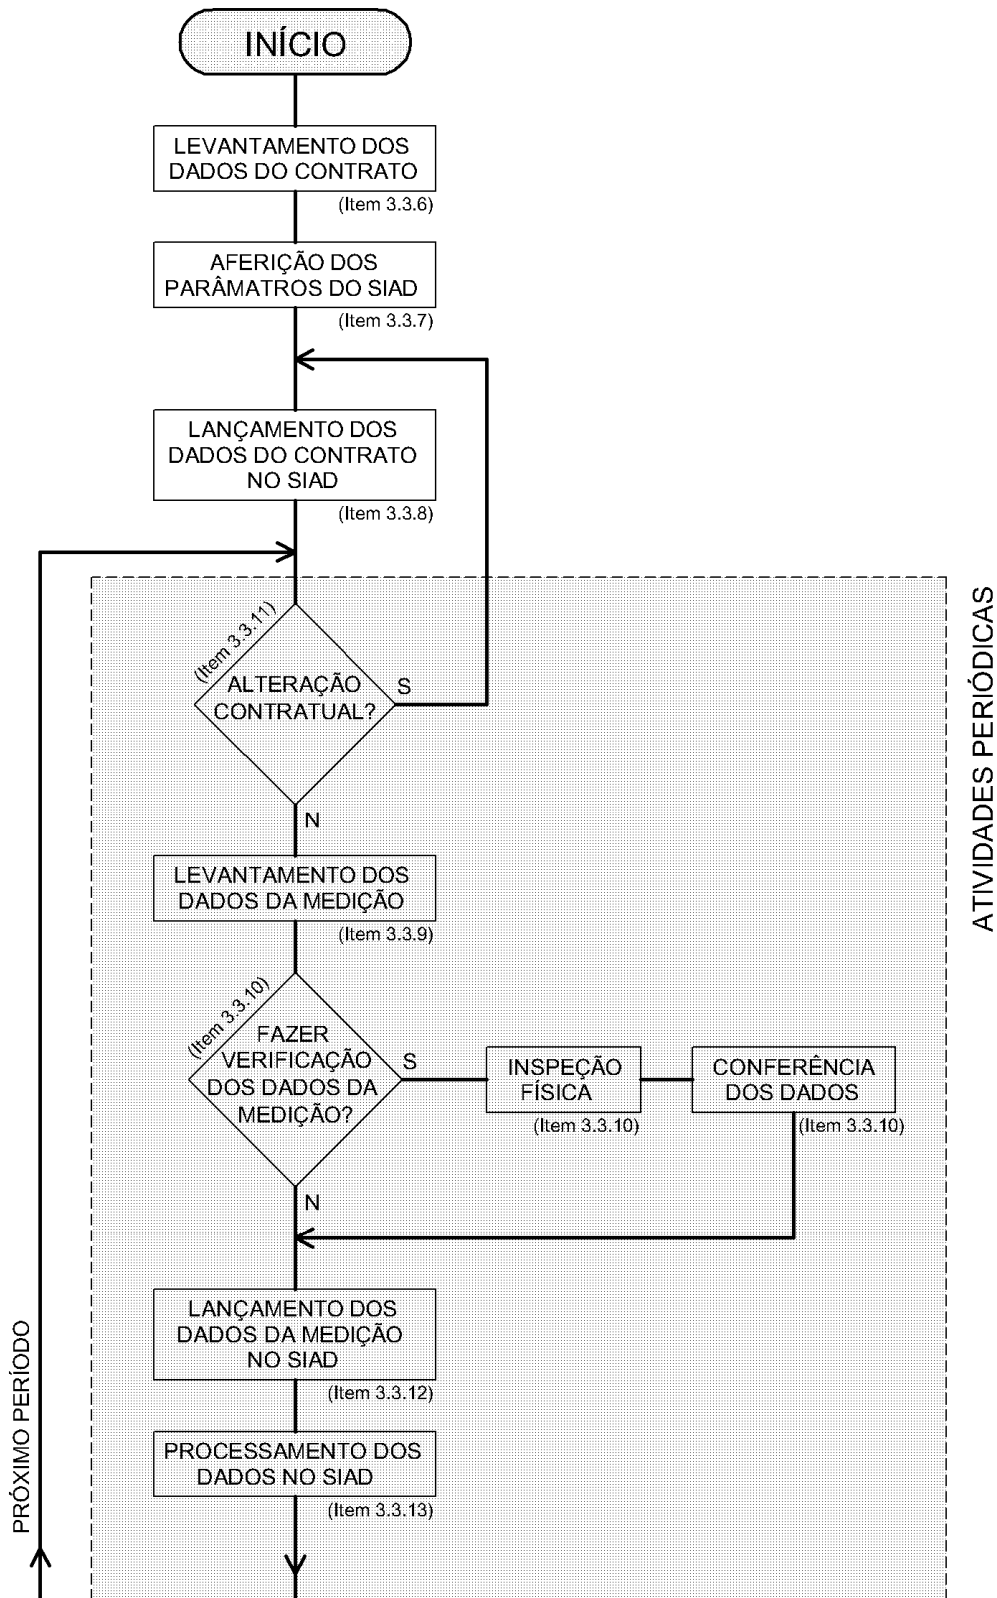 INÍCIO
LEVANTAMENTO DOS
DADOS DO CONTRATO
(Item 3.3.6)
AFERIÇÃO DOS
PARÂMATROS DO SIAD
(Item 3.3.7)
LANÇAMENTO DOS
DADOS DO CONTRATO
NO SIAD
(Item 3.3.8)
(Item 3.3.11)
ALTERAÇÃO
CONTRATUAL?
S
N
LEVANTAMENTO DOS
DADOS DA MEDIÇÃO
(Item 3.3.9)
(Item 3.3.10)
FAZER
VERIFICAÇÃO
DOS DADOS DA
MEDIÇÃO?
S
INSPEÇÃO
FÍSICA
(Item 3.3.10)
CONFERÊNCIA
DOS DADOS
(Item 3.3.10)
N
LANÇAMENTO DOS
DADOS DA MEDIÇÃO
NO SIAD
(Item 3.3.12)
PROCESSAMENTO DOS
DADOS NO SIAD
(Item 3.3.13)
PRÓXIMO PERÍODO
ATIVIDADES PERIÓDICAS